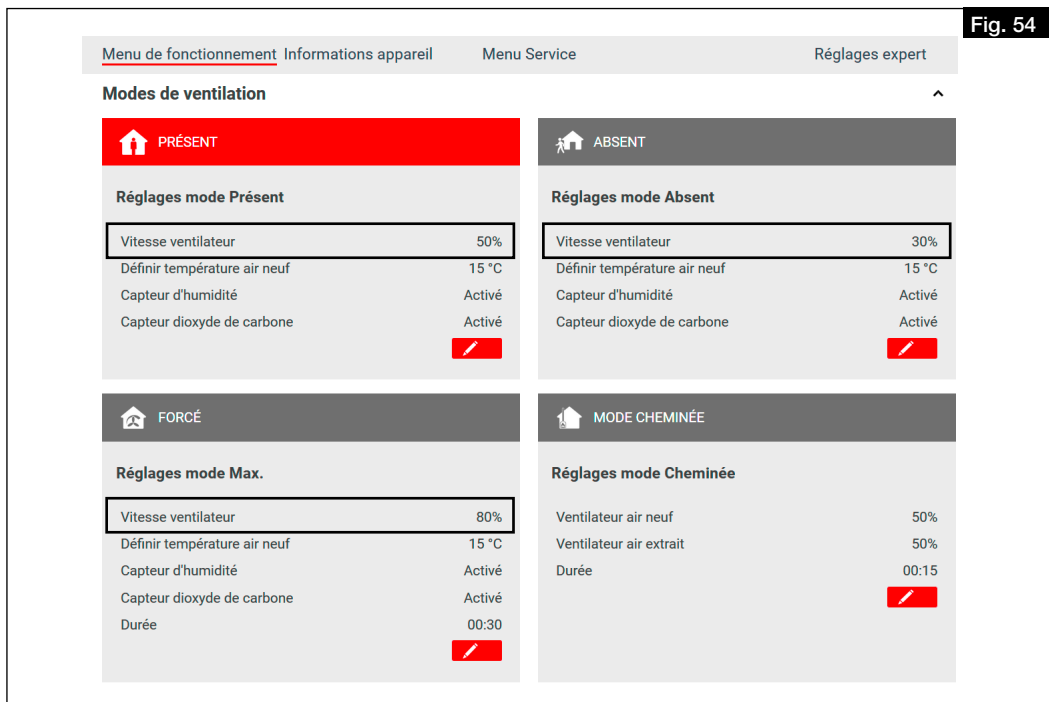 Fig. 54
Menu de fonctionnement Informations appareil Menu Service Réglages expert
Modes de ventilation
PRÉSENT
Réglages mode Présent
Vitesse ventilateur 50%
Définir température air neuf 15 °C
Capteur d'humidité Activé
Capteur dioxyde de carbone Activé
ABSENT
Réglages mode Absent
Vitesse ventilateur 30%
Définir température air neuf 15 °C
Capteur d'humidité Activé
Capteur dioxyde de carbone Activé
FORCÉ
Réglages mode Max.
Vitesse ventilateur 80%
Définir température air neuf 15 °C
Capteur d'humidité Activé
Capteur dioxyde de carbone Activé
Durée 00:30
MODE CHEMINÉE
Réglages mode Cheminée
Ventilateur air neuf 50%
Ventilateur air extrait 50%
Durée 00:15